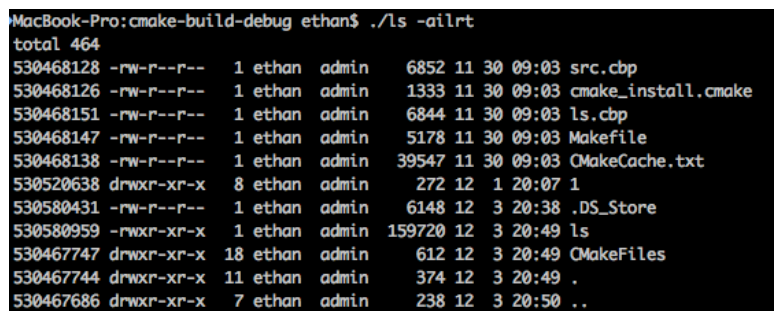 MacBook-Pro:cmake-build-debug ethan$ ./ls -ailrt
total 464
530468128 -rw-r--r--   1 ethan  admin    6852 11 30 09:03 src.cbp
530468126 -rw-r--r--   1 ethan  admin    1333 11 30 09:03 cmake_install.cmake
530468151 -rw-r--r--   1 ethan  admin    6844 11 30 09:03 ls.cbp
530468147 -rw-r--r--   1 ethan  admin    5178 11 30 09:03 Makefile
530468138 -rw-r--r--   1 ethan  admin   39547 11 30 09:03 CMakeCache.txt
530520638 drwxr-xr-x   8 ethan  admin     272 12  1 20:07 1
530580431 -rw-r--r--   1 ethan  admin    6148 12  3 20:38 .DS_Store
530580959 -rwxr-xr-x   1 ethan  admin  159720 12  3 20:49 ls
530467747 drwxr-xr-x  18 ethan  admin     612 12  3 20:49 CMakeFiles
530467744 drwxr-xr-x  11 ethan  admin     374 12  3 20:49 .
530467686 drwxr-xr-x   7 ethan  admin     238 12  3 20:50 ..